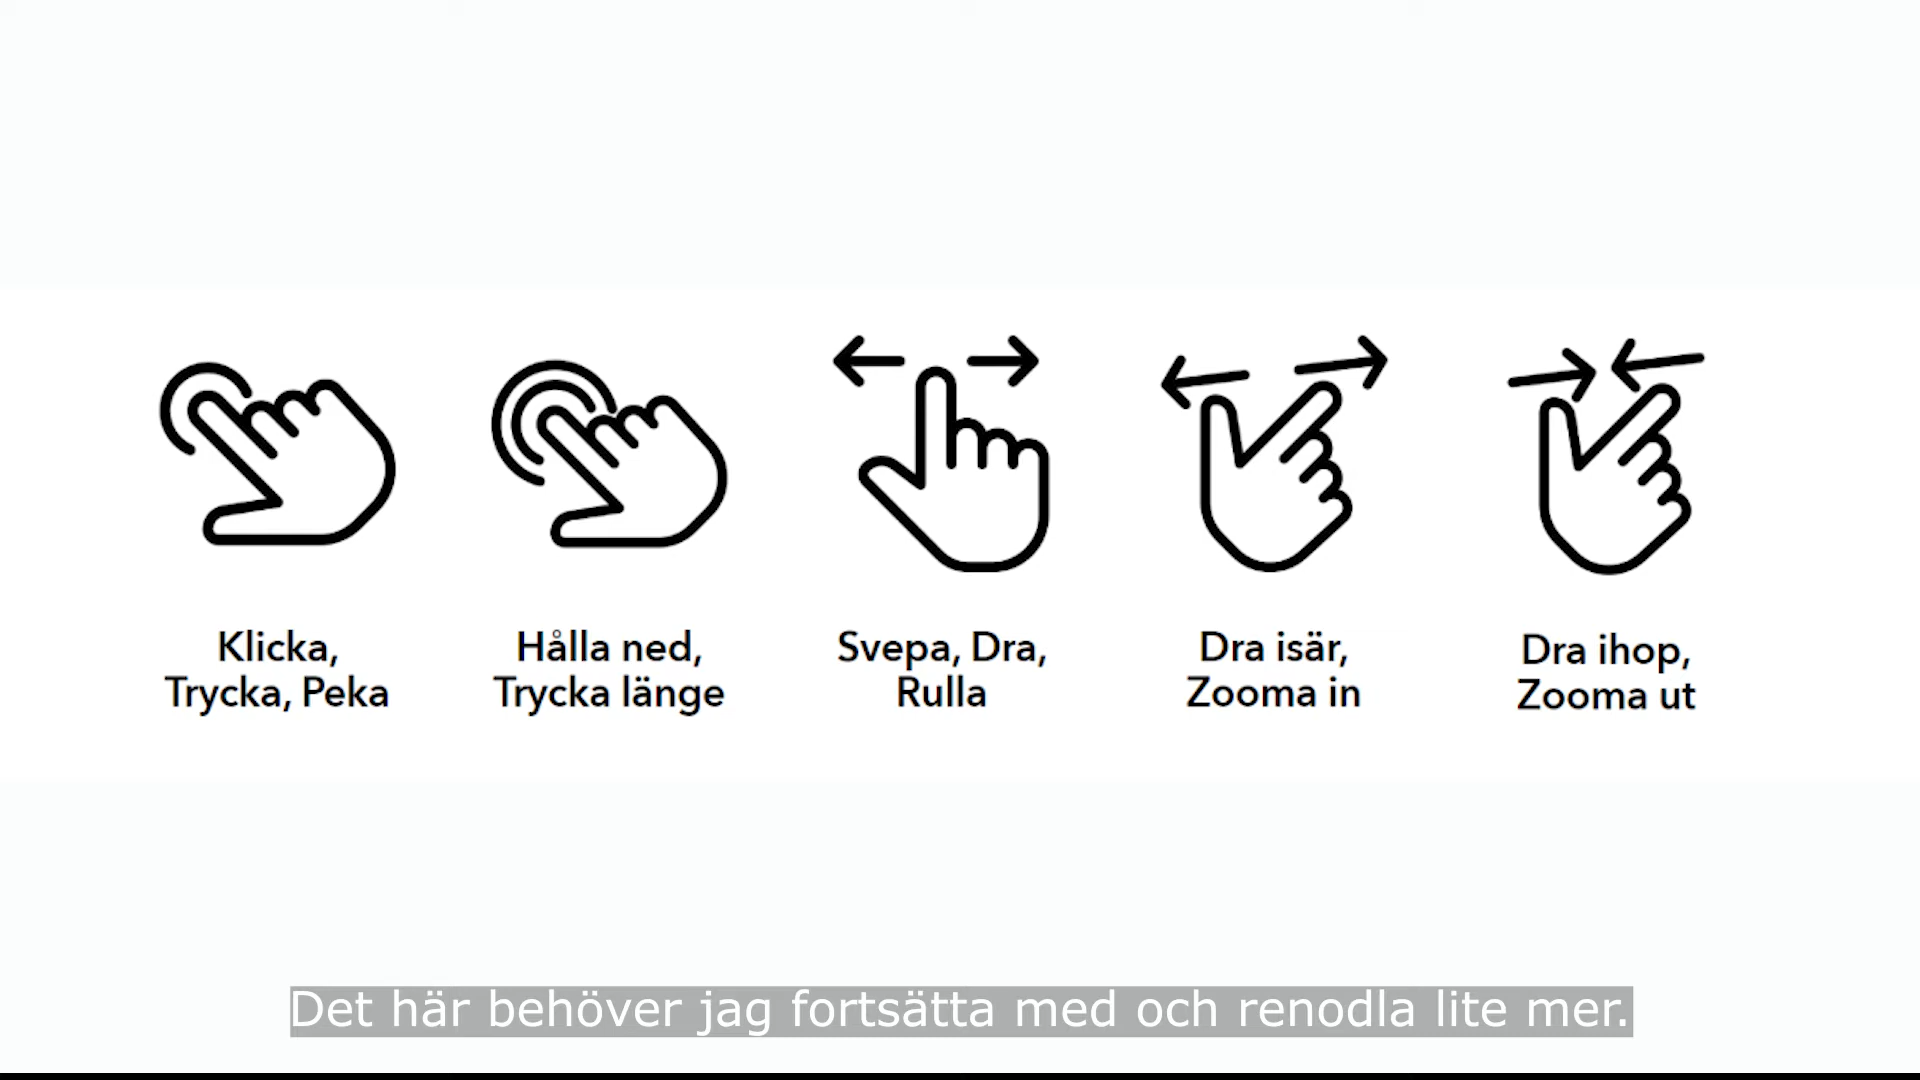 Klicka,
Trycka, Peka
Hålla ned,
Trycka länge
Svepa, Dra,
Rulla
Dra isär,
Zooma in
Dra ihop,
Zooma ut
Det här behöver jag fortsätta med och renodla lite mer.